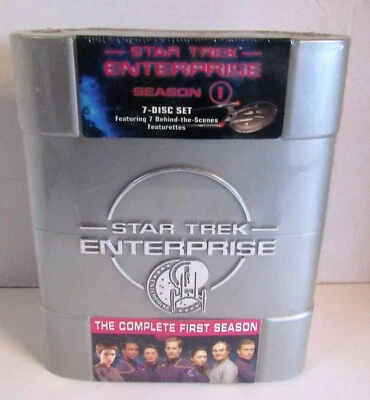 STAR TREK
ENTERPRISE
SEASON 1
7-DISC SET
Featuring 7 Behind-the-Scenes
Featurettes
STAR TREK
ENTERPRISE
THE COMPLETE FIRST SEASON